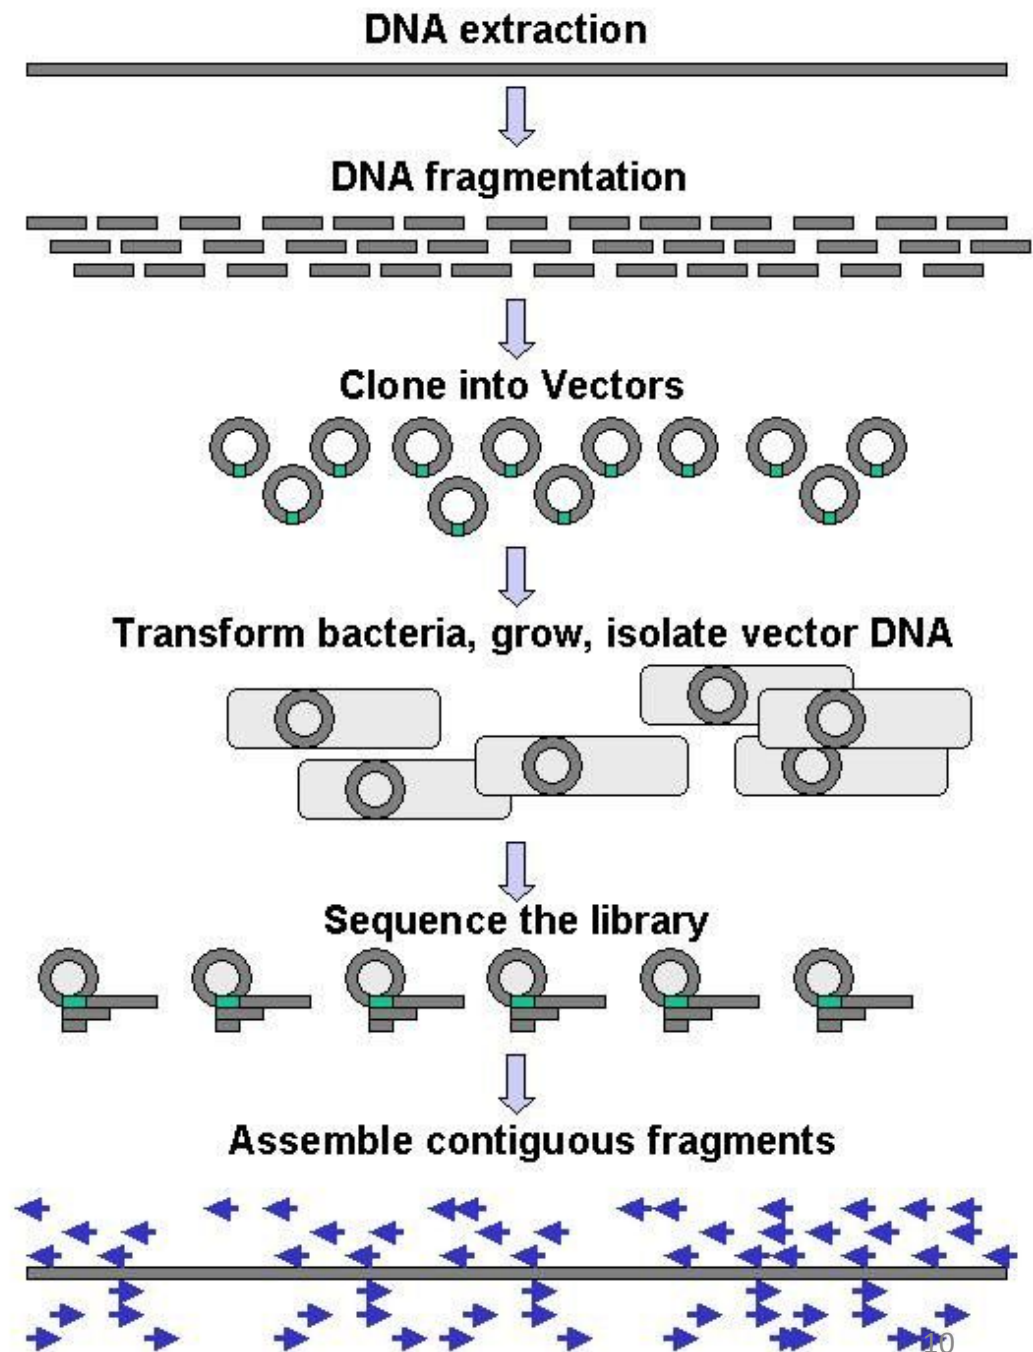 DNA extraction
DNA fragmentation
Clone into Vectors
Transform bacteria, grow, isolate vector DNA
Sequence the library
Assemble contiguous fragments
10